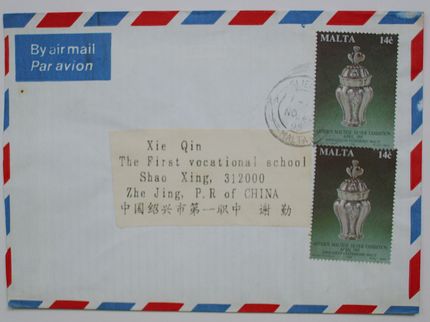 By air mail
Par avion
MALTA 14c
MALTA 14c
MALTA
Xie Qin
The First vocational school
Shao Xing, 312000
Zhe Jing, P.R of CHINA
中国绍兴市第一职中 谢 勤